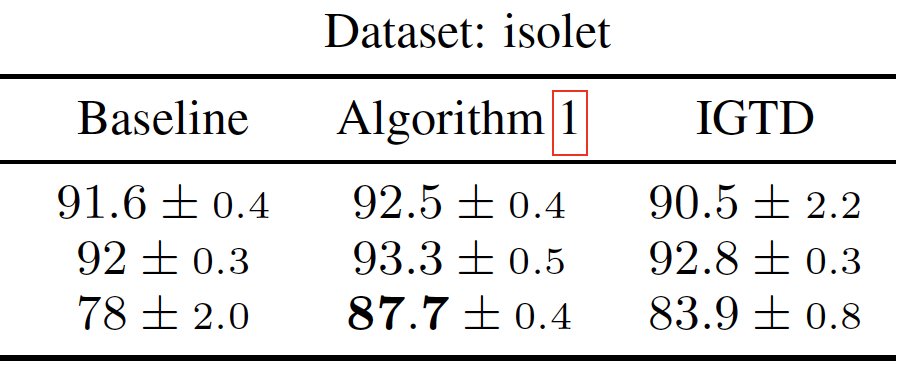 Dataset: isolet
Baseline Algorithm 1 IGTD
91.6 ± 0.4 92.5 ± 0.4 90.5 ± 2.2
92 ± 0.3 93.3 ± 0.5 92.8 ± 0.3
78 ± 2.0 87.7 ± 0.4 83.9 ± 0.8